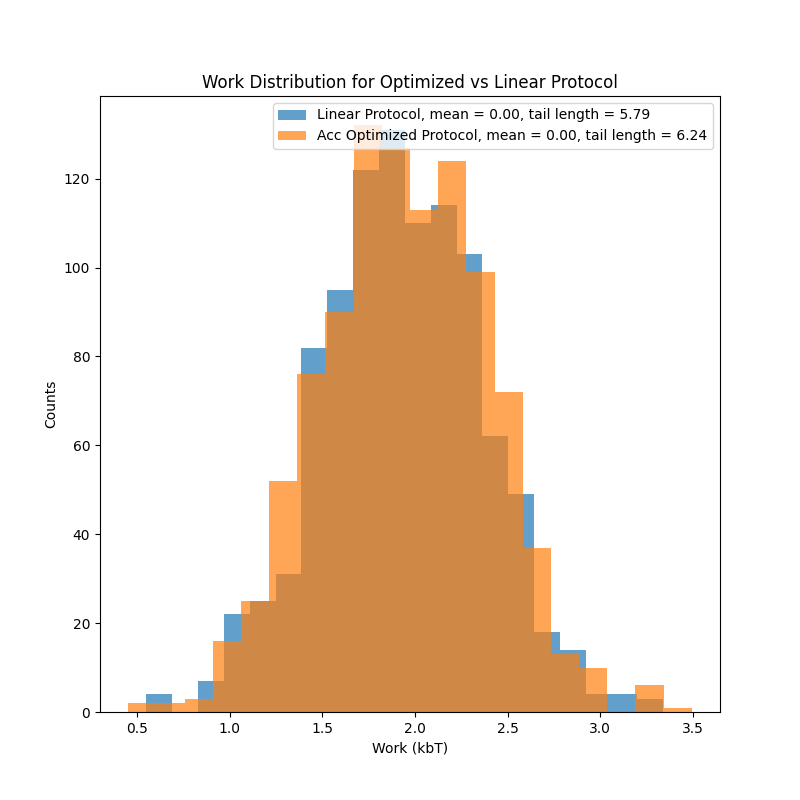 Work Distribution for Optimized vs Linear Protocol
Linear Protocol, mean = 0.00, tail length = 5.79
Acc Optimized Protocol, mean = 0.00, tail length = 6.24
120
100
80
60
40
20
0
Counts
0.5 1.0 1.5 2.0 2.5 3.0 3.5
Work (kbT)